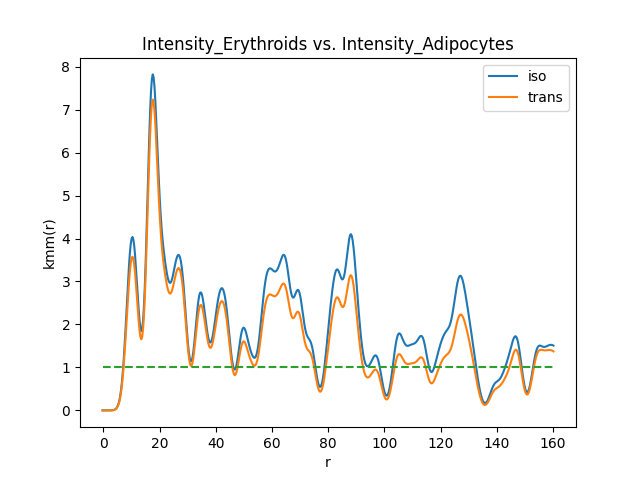 Intensity_Erythroids vs. Intensity_Adipocytes
iso
trans
8
7
6
5
4
3
2
1
0
kmm(r)
0 20 40 60 80 100 120 140 160
r